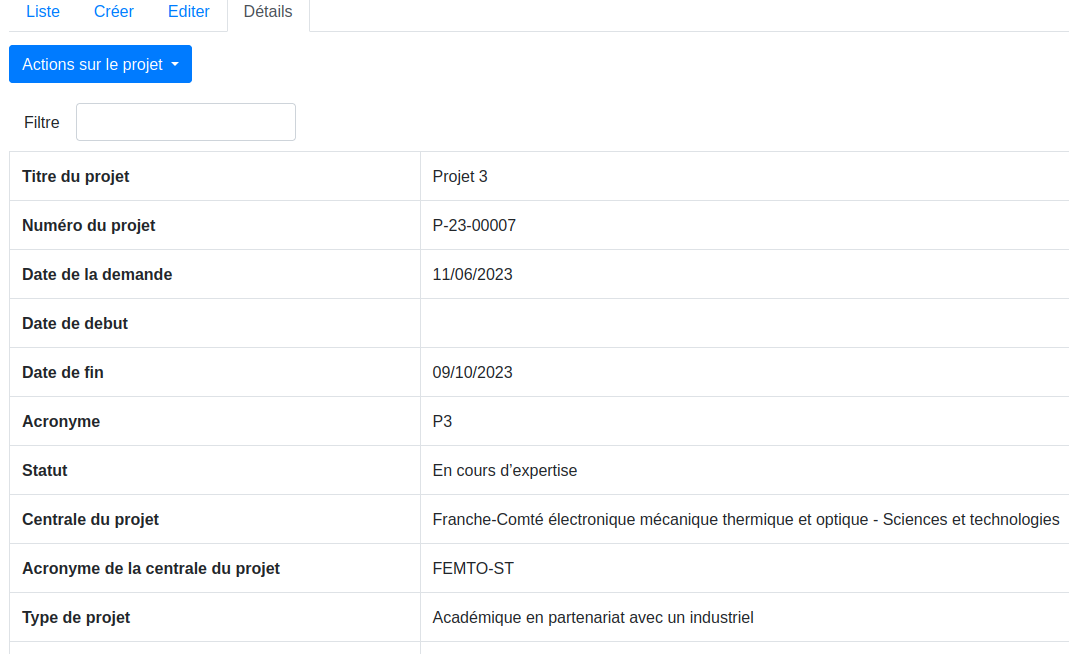 Liste Créer Editer Détails
Actions sur le projet
Filtre
Titre du projet Projet 3
Numéro du projet P-23-00007
Date de la demande 11/06/2023
Date de debut
Date de fin 09/10/2023
Acronyme P3
Statut En cours d’expertise
Centrale du projet Franche-Comté électronique mécanique thermique et optique - Sciences et technologies
Acronyme de la centrale du projet FEMTO-ST
Type de projet Académique en partenariat avec un industriel